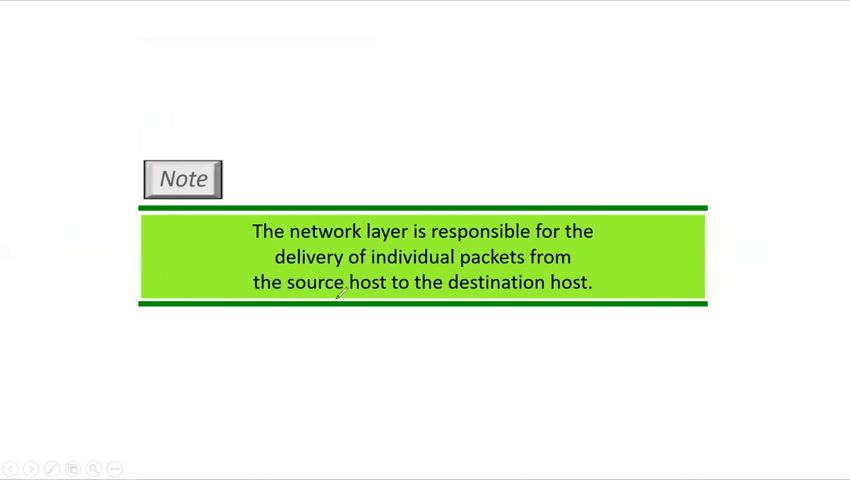 Note
The network layer is responsible for the
delivery of individual packets from
the source host to the destination host.